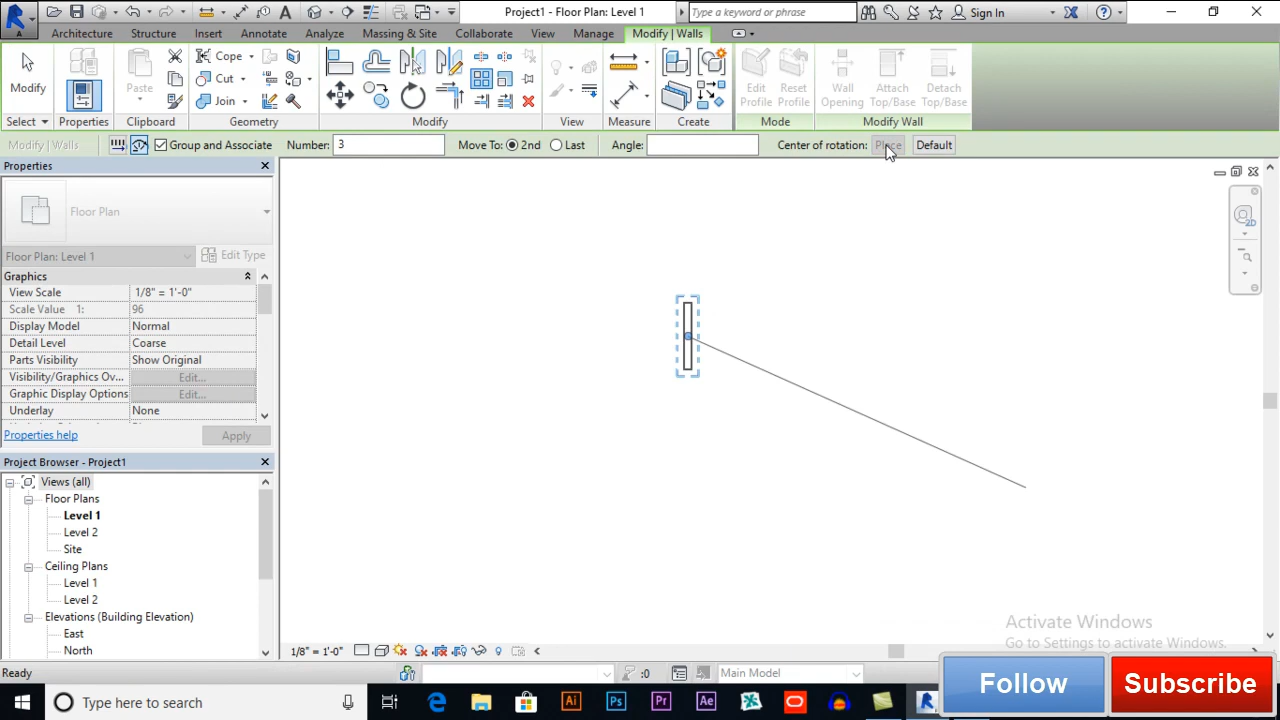 Project1 - Floor Plan: Level 1
Type a keyword or phrase
Sign In
Architecture Structure Insert Annotate Analyze Massing & Site Collaborate View Manage Modify | Walls
Modify
Paste
Cope
Cut
Join
Edit Profile
Reset Profile
Wall Opening
Attach Top/Base
Detach Top/Base
Select Properties Clipboard Geometry Modify View Measure Create Mode Modify Wall
Modify | Walls Group and Associate Number: 3 Move To: 2nd Last Angle: Center of rotation: Place Default
Properties
Floor Plan
Floor Plan: Level 1 Edit Type
Graphics
View Scale 1/8" = 1'-0"
Scale Value 1: 96
Display Model Normal
Detail Level Coarse
Parts Visibility Show Original
Visibility/Graphics Ov... Edit...
Graphic Display Options Edit...
Underlay None
Properties help Apply
Project Browser - Project1
Views (all)
Floor Plans
Level 1
Level 2
Site
Ceiling Plans
Level 1
Level 2
Elevations (Building Elevation)
East
North
2D
Activate Windows
Go to Settings to activate Windows.
1/8" = 1'-0"
Ready :0 Main Model
Follow Subscribe
Type here to search
Ai Ps Pr Ae